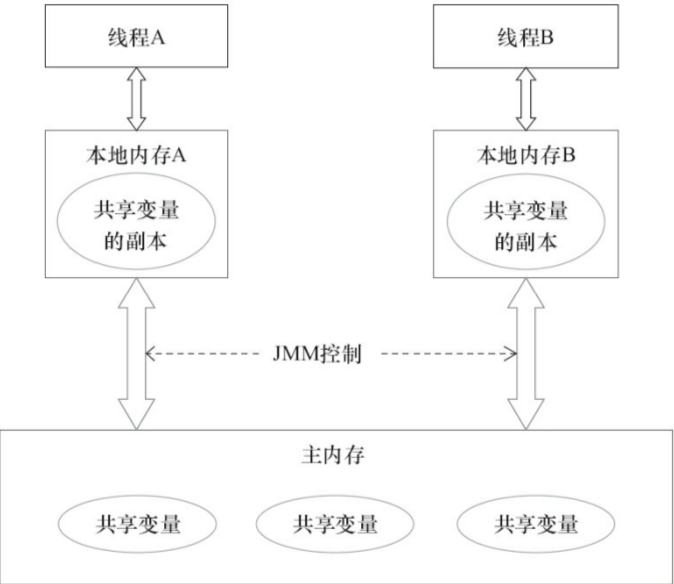 线程A
线程B
本地内存A
共享变量
的副本
本地内存B
共享变量
的副本
JMM控制
主内存
共享变量
共享变量
共享变量